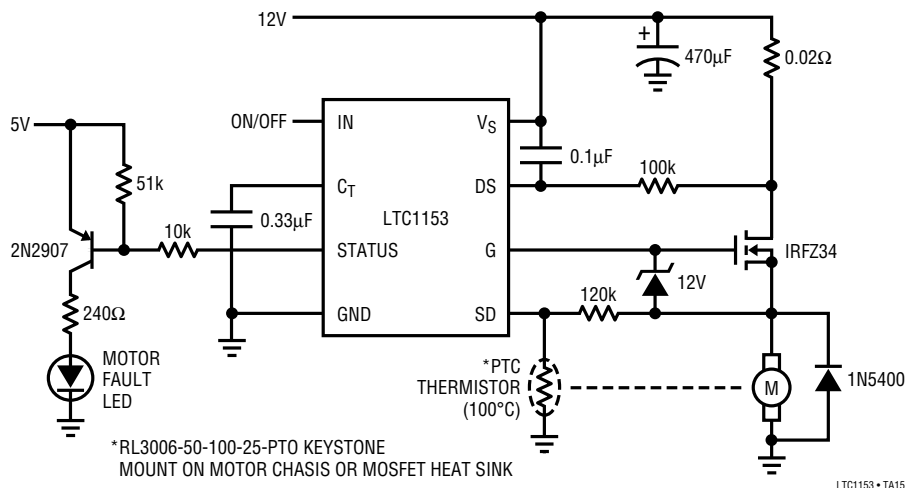 12V
+
470µF
0.02Ω
5V
ON/OFF
IN
V_S
51k
0.1µF
C_T
DS
100k
LTC1153
0.33µF
10k
2N2907
STATUS
G
IRFZ34
12V
120k
240Ω
GND
SD
MOTOR
FAULT
LED
*PTC
THERMISTOR
(100°C)
M
1N5400
*RL3006-50-100-25-PTO KEYSTONE
MOUNT ON MOTOR CHASIS OR MOSFET HEAT SINK
LTC1153 • TA15